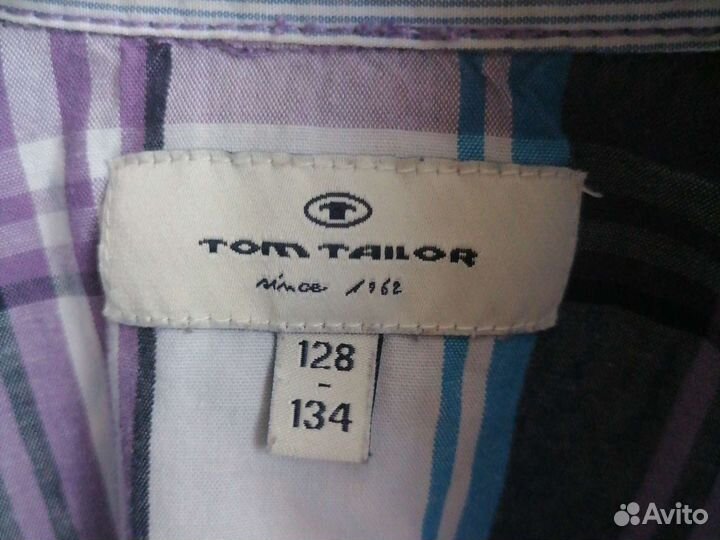 T
TOM TAILOR
since 1962
128
-
134
Avito